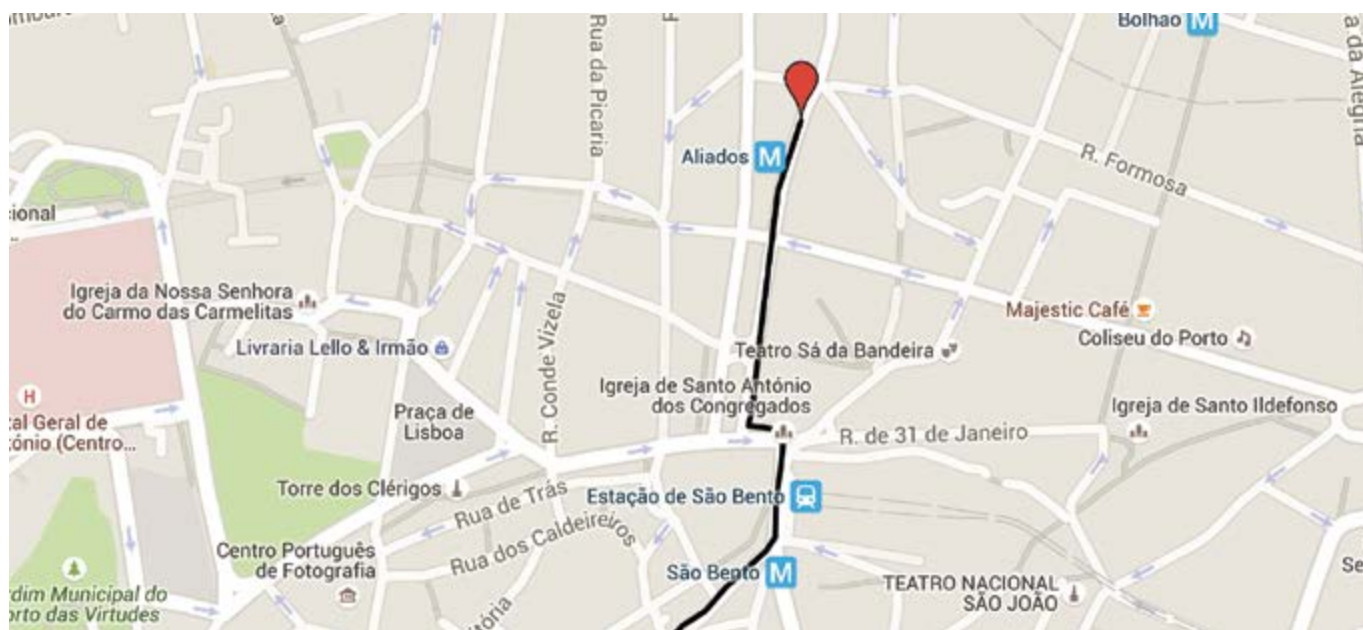 Bolhão M
Rua da Picaria
a da Alegria
Aliados M
R. Formosa
ional
Igreja da Nossa Senhora
do Carmo das Carmelitas
Majestic Café
Livraria Lello & Irmão
R. Conde Vizela
Teatro Sá da Bandeira
Coliseu do Porto
H
Igreja de Santo António
dos Congregados
tal Geral de
tónio (Centro...
Praça de
Lisboa
Igreja de Santo Ildefonso
R. de 31 de Janeiro
Torre dos Clérigos
Rua de Trás
Estação de São Bento
Rua dos Caldeireiros
Centro Português
de Fotografia
São Bento M
TEATRO NACIONAL
SÃO JOÃO
Se
rdim Municipal do
orto das Virtudes
itória